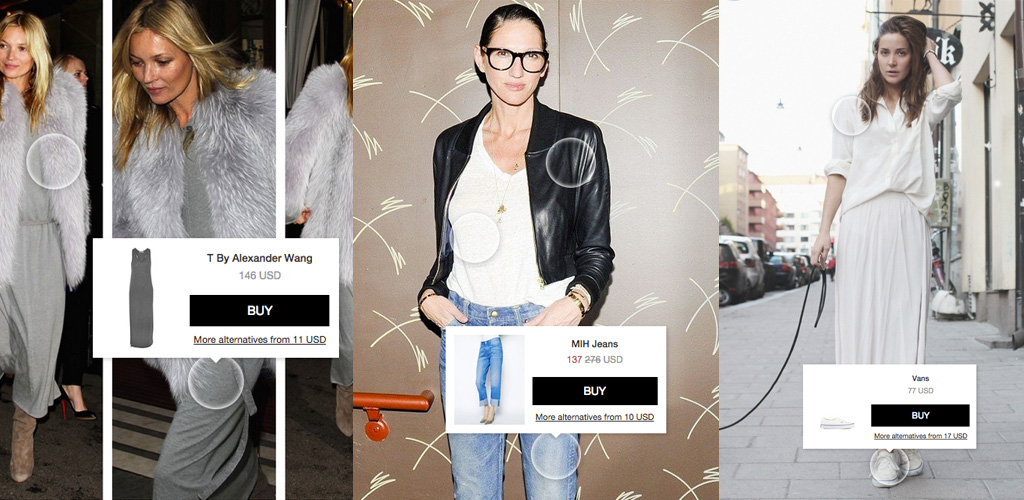 T By Alexander Wang
146 USD
BUY
More alternatives from 11 USD
MIH Jeans
137 276 USD
BUY
More alternatives from 10 USD
ik
Vans
77 USD
BUY
More alternatives from 17 USD